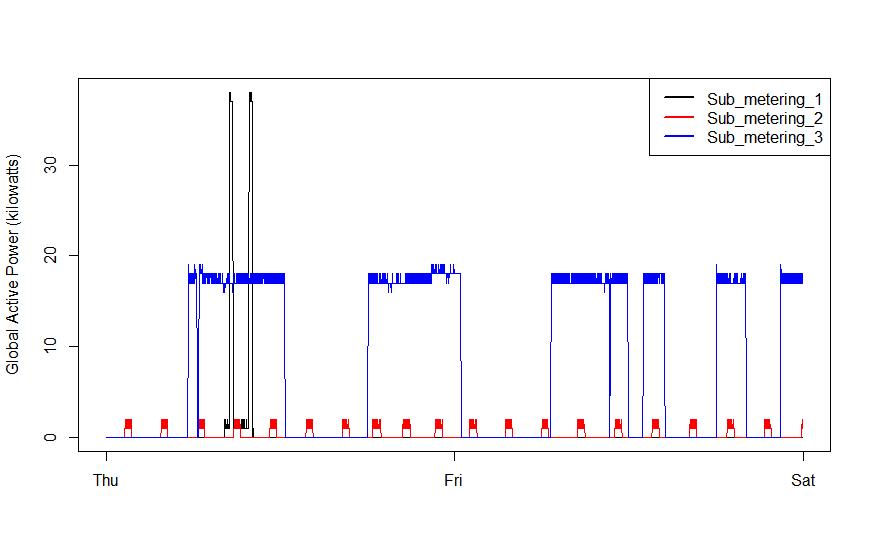 Sub_metering_1
Sub_metering_2
Sub_metering_3
Global Active Power (kilowatts)
30
20
10
0
Thu Fri Sat